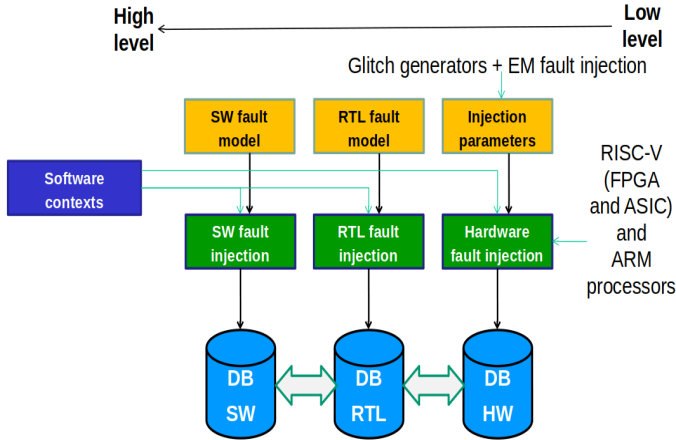 High
level
Low
level
Glitch generators + EM fault injection
SW fault
model
RTL fault
model
Injection
parameters
Software
contexts
RISC-V
(FPGA
and ASIC)
and
ARM
processors
SW fault
injection
RTL fault
injection
Hardware
fault injection
DB
SW
DB
RTL
DB
HW